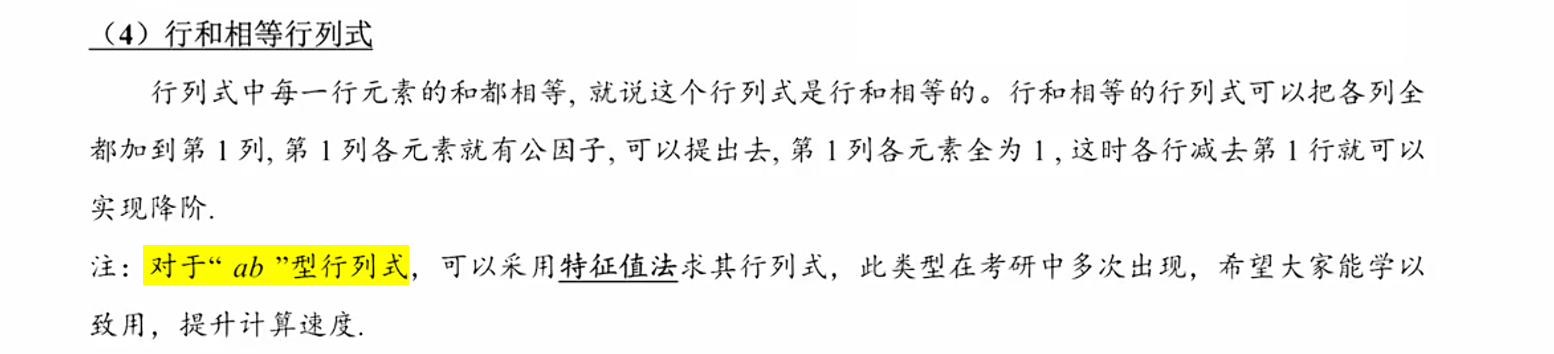 （4）行和相等行列式
行列式中每一行元素的和都相等, 就说这个行列式是行和相等的。行和相等的行列式可以把各列全
都加到第 1 列, 第 1 列各元素就有公因子, 可以提出去, 第 1 列各元素全为 1 , 这时各行减去第 1 行就可以
实现降阶.
注：对于“ ab ”型行列式，可以采用特征值法求其行列式，此类型在考研中多次出现，希望大家能学以
致用，提升计算速度.